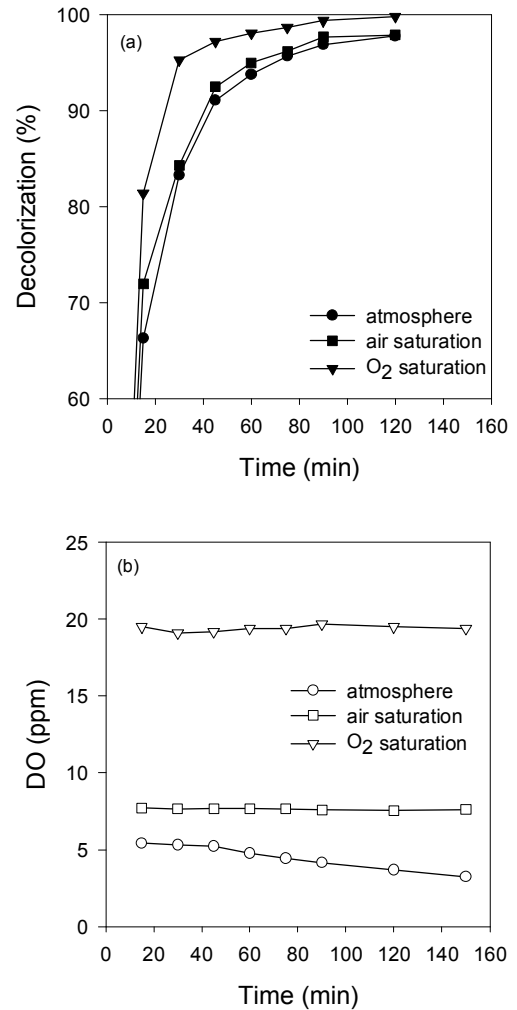 (a)
Decolorization (%)
100
90
80
70
60
atmosphere
air saturation
O2 saturation
0 20 40 60 80 100 120 140 160
Time (min)
(b)
DO (ppm)
25
20
15
10
5
0
atmosphere
air saturation
O2 saturation
0 20 40 60 80 100 120 140 160
Time (min)